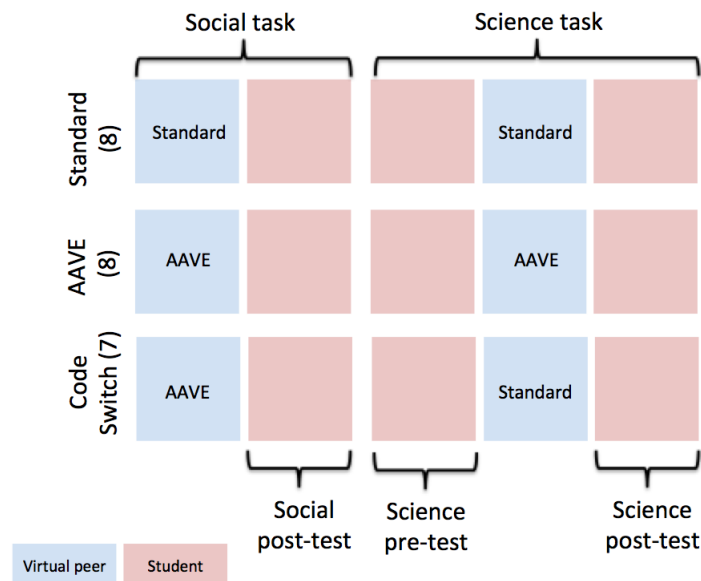 Social task
Science task
Standard
(8)
Standard
Standard
AAVE
(8)
AAVE
AAVE
Code
Switch (7)
AAVE
Standard
Social
post-test
Science
pre-test
Science
post-test
Virtual peer
Student